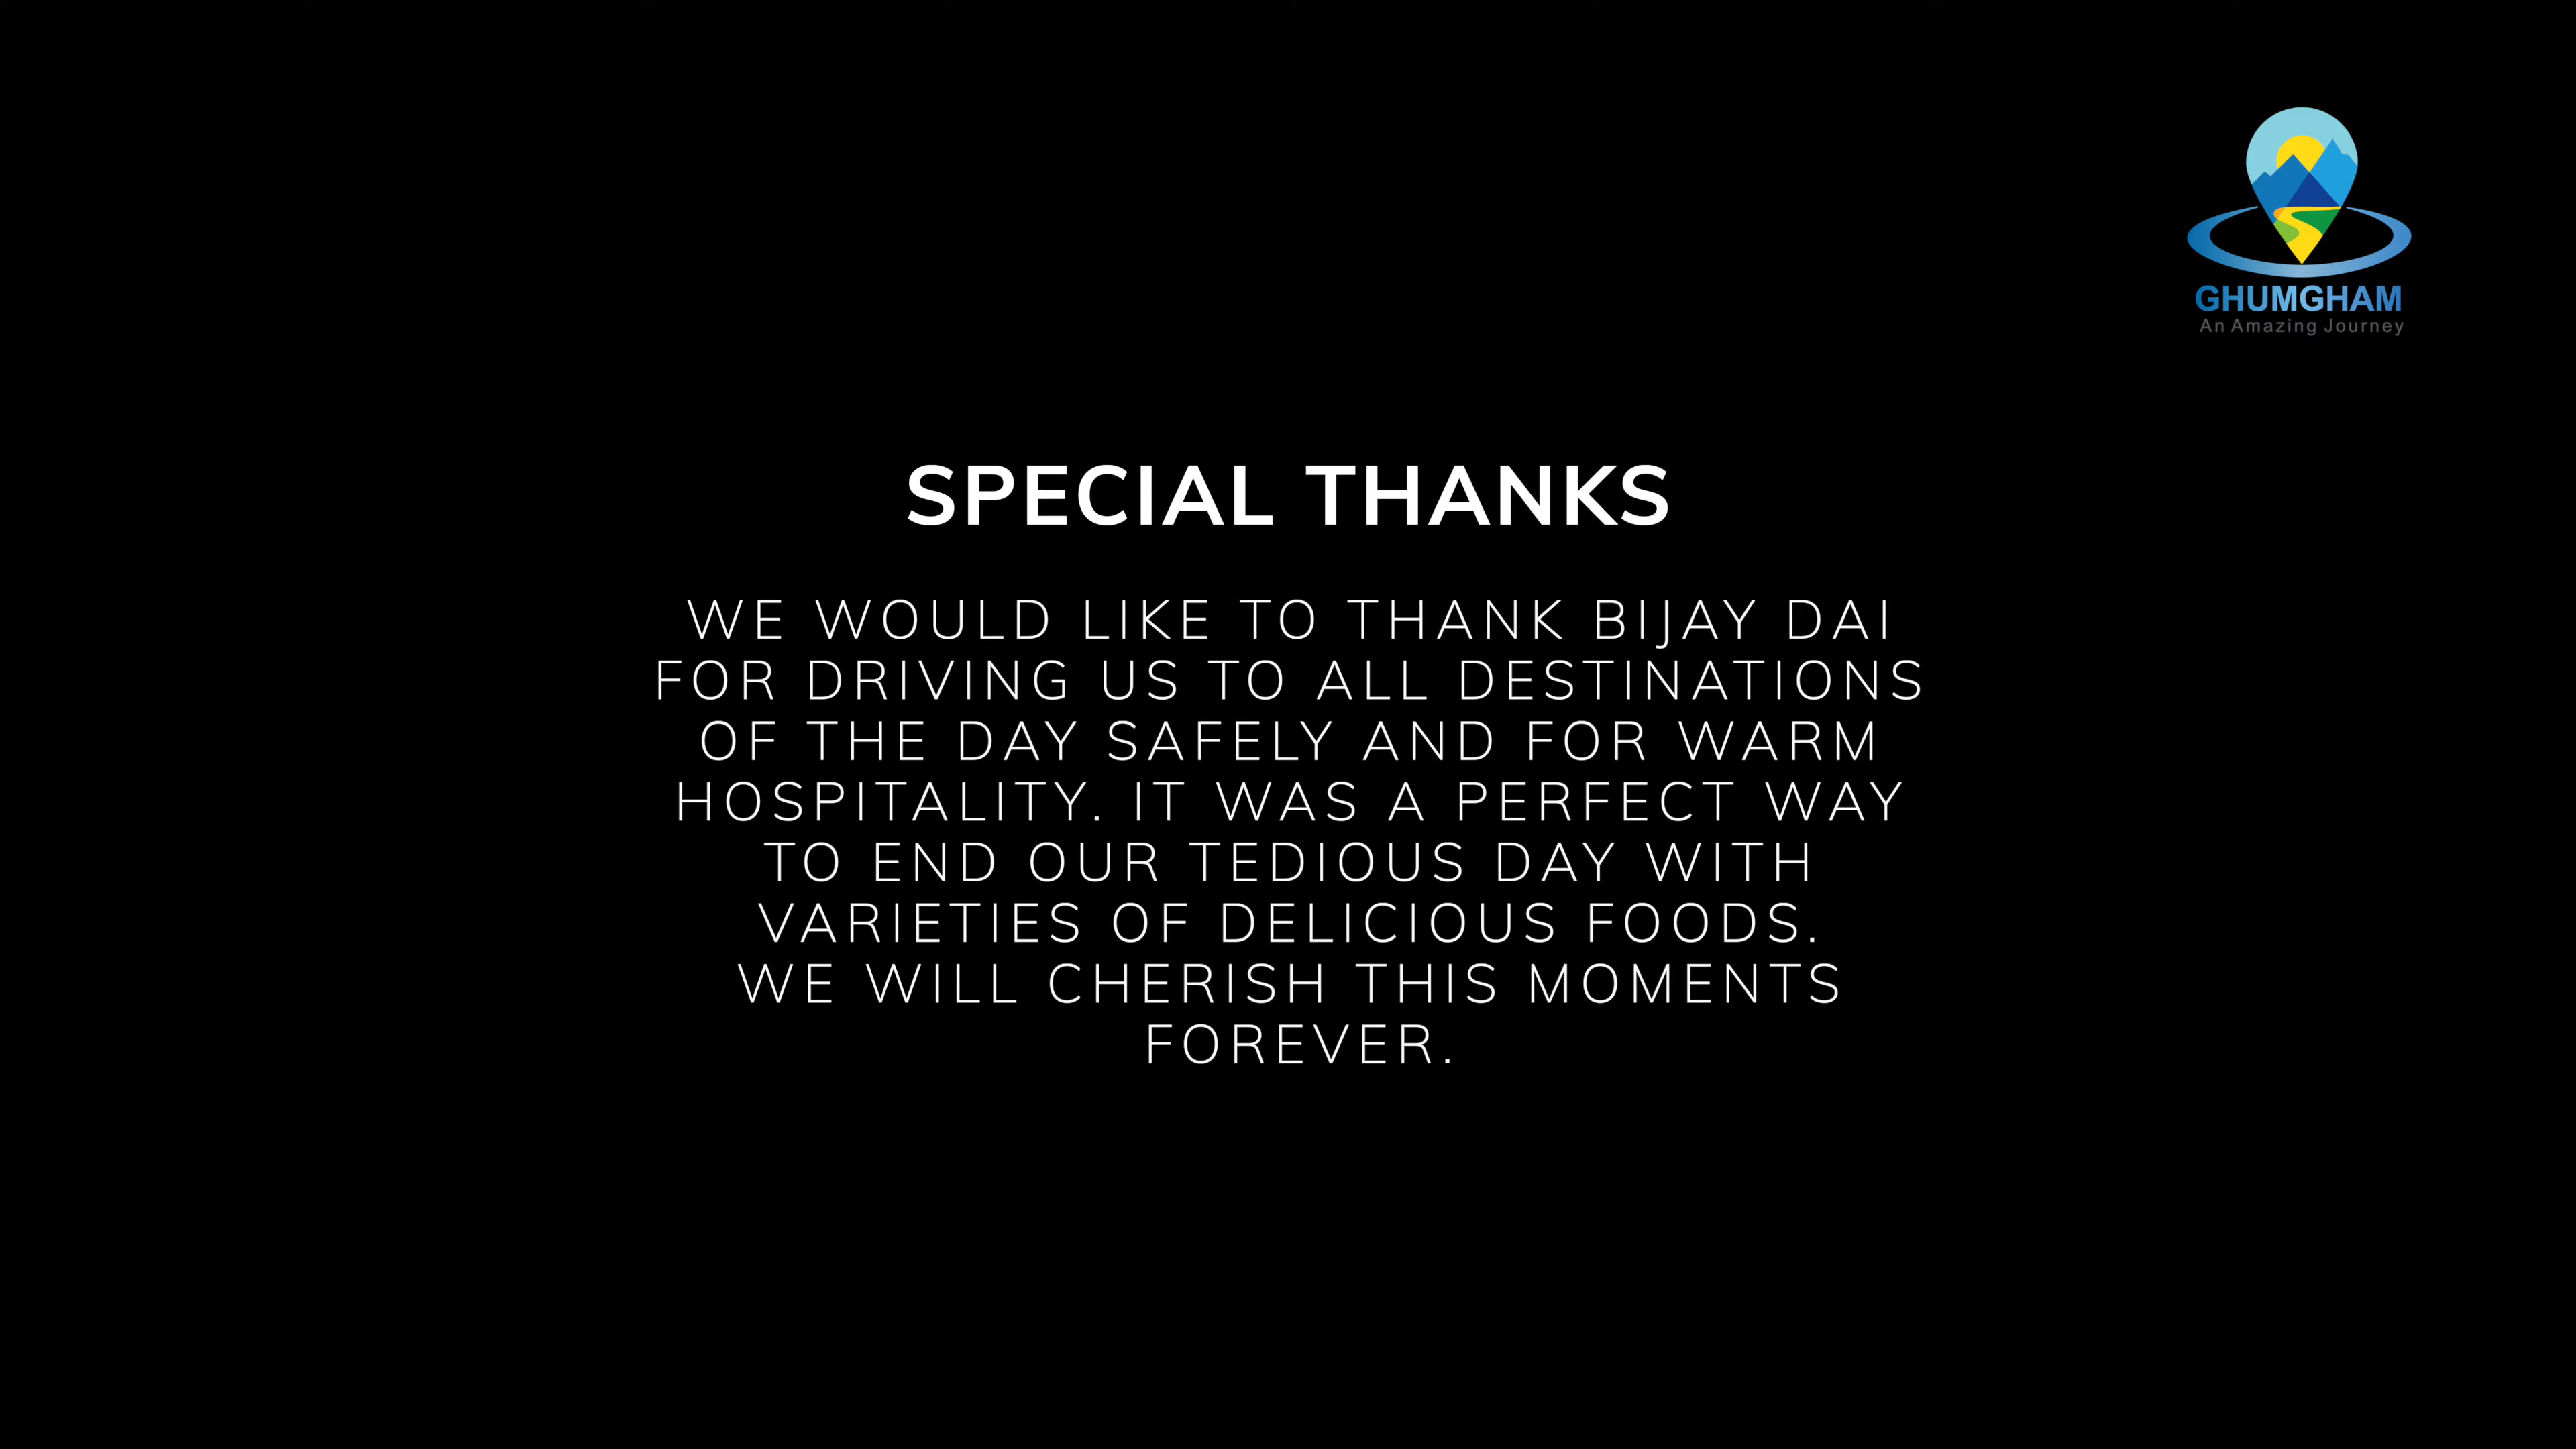 GHUMGHAM
An Amazing Journey
SPECIAL THANKS
WE WOULD LIKE TO THANK BIJAY DAI
FOR DRIVING US TO ALL DESTINATIONS
OF THE DAY SAFELY AND FOR WARM
HOSPITALITY. IT WAS A PERFECT WAY
TO END OUR TEDIOUS DAY WITH
VARIETIES OF DELICIOUS FOODS.
WE WILL CHERISH THIS MOMENTS
FOREVER.